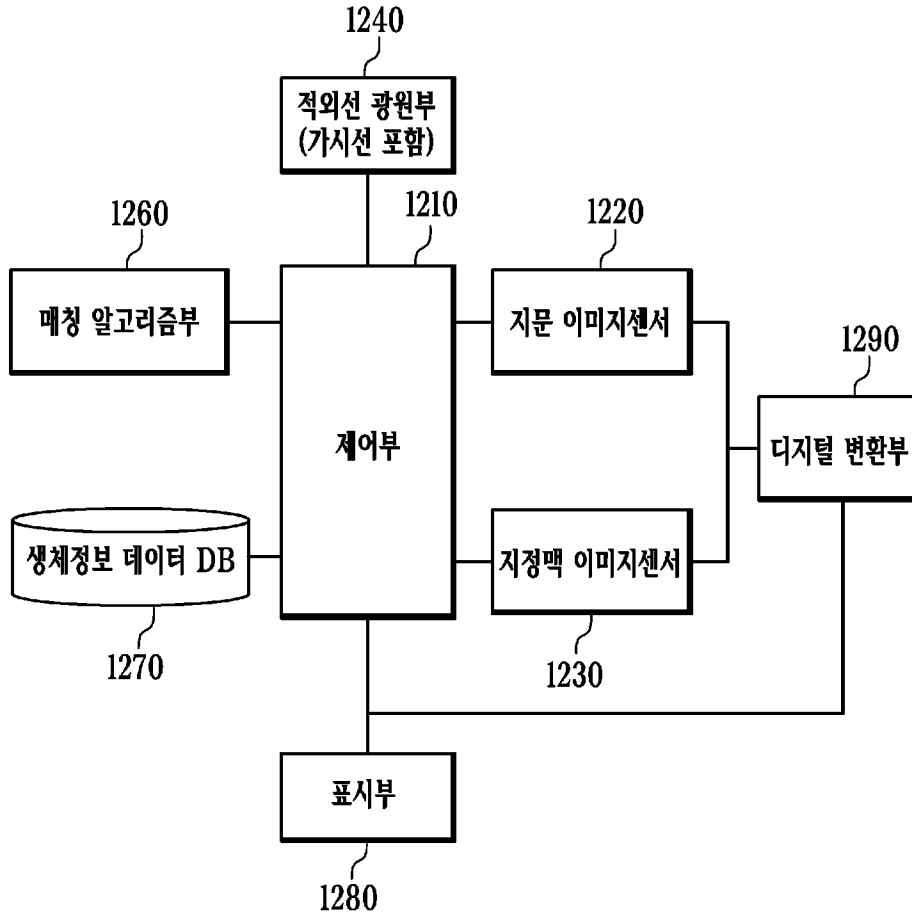 1240
적외선 광원부
(가시선 포함)
1210
1260
1220
매칭 알고리즘부
지문 이미지센서
1290
제어부
디지털 변환부
생체정보 데이터 DB
지정맥 이미지센서
1270
1230
표시부
1280